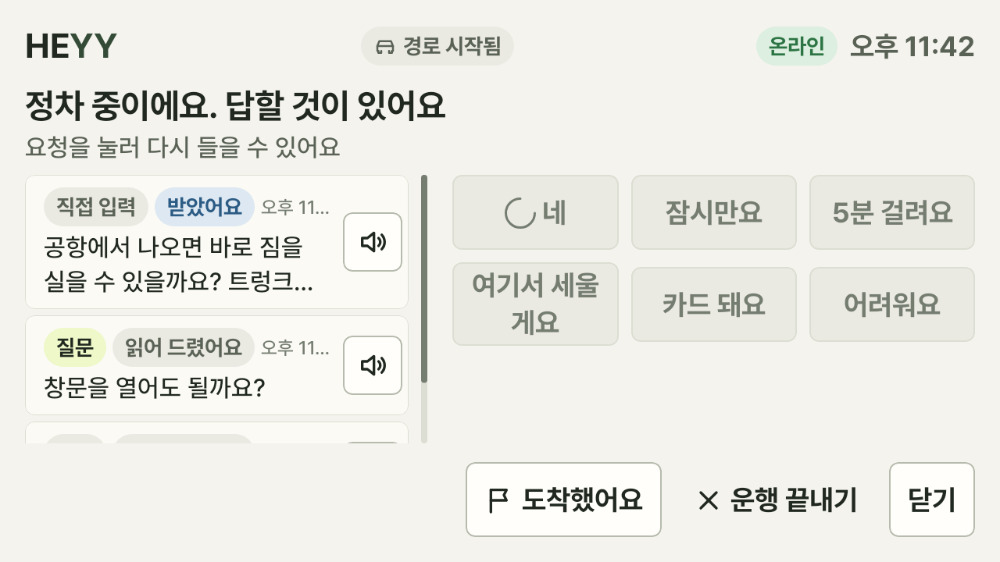 HEYY
경로 시작됨
온라인 오후 11:42
정차 중이에요. 답할 것이 있어요
요청을 눌러 다시 들을 수 있어요
직접 입력 받았어요 오후 11...
공항에서 나오면 바로 짐을
실을 수 있을까요? 트렁크...
질문 읽어 드렸어요 오후 11...
창문을 열어도 될까요?
네
잠시만요
5분 걸려요
여기서 세울
게요
카드 돼요
어려워요
도착했어요
운행 끝내기
닫기